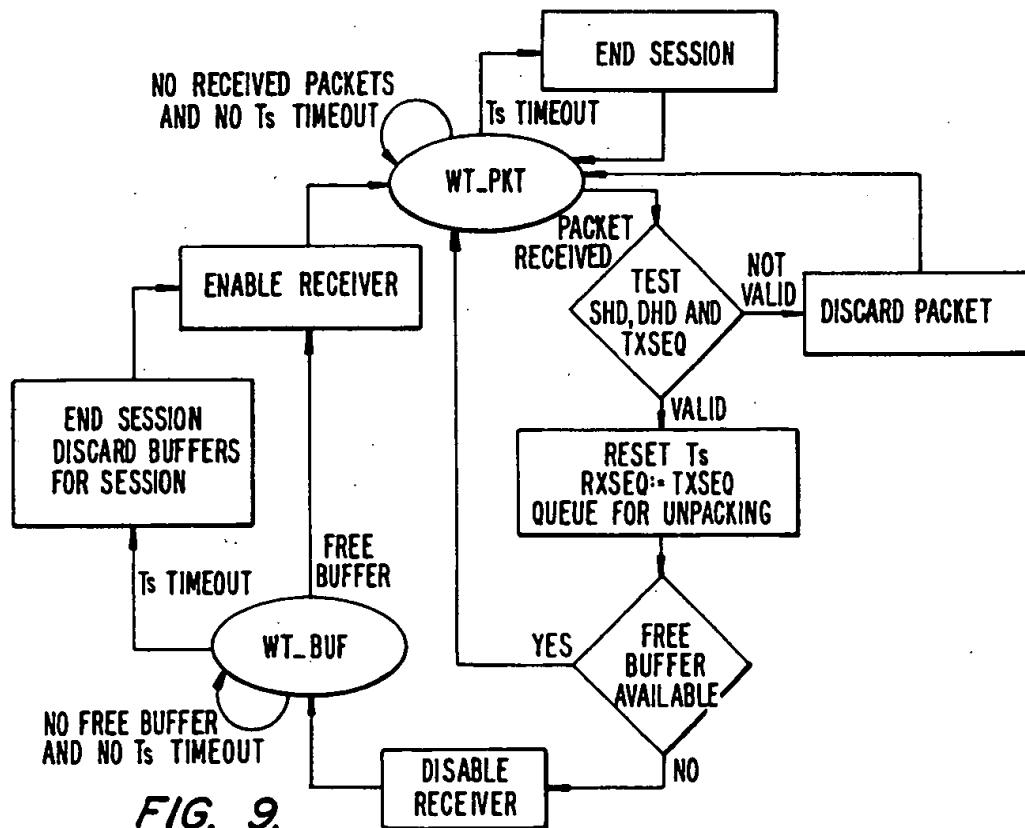 END SESSION
NO RECEIVED PACKETS
AND NO Ts TIMEOUT
Ts TIMEOUT
WT_PKT
PACKET
RECEIVED
ENABLE RECEIVER
TEST
SHD, DHD AND
TXSEQ
NOT
VALID
DISCARD PACKET
VALID
END SESSION
DISCARD BUFFERS
FOR SESSION
RESET Ts
RXSEQ:= TXSEQ
QUEUE FOR UNPACKING
Ts TIMEOUT
FREE
BUFFER
WT_BUF
YES
FREE
BUFFER
AVAILABLE
NO FREE BUFFER
AND NO Ts TIMEOUT
DISABLE
RECEIVER
NO
FIG. 9.